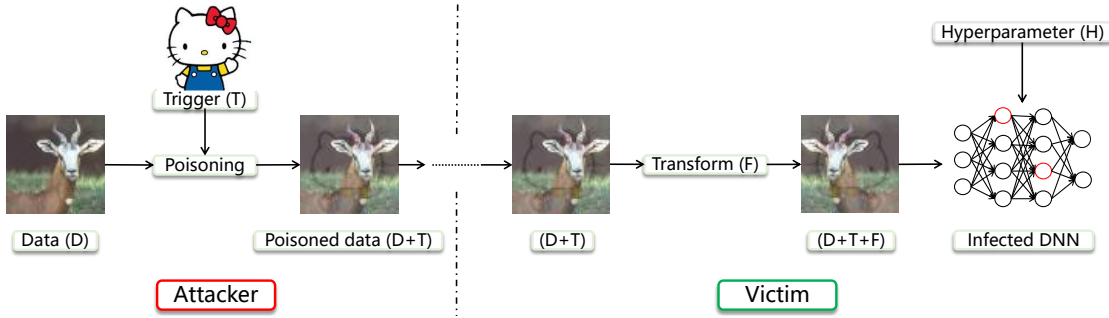 Hyperparameter (H)
Trigger (T)
Poisoning
Transform (F)
Data (D)
Poisoned data (D+T)
(D+T)
(D+T+F)
Infected DNN
Attacker
Victim